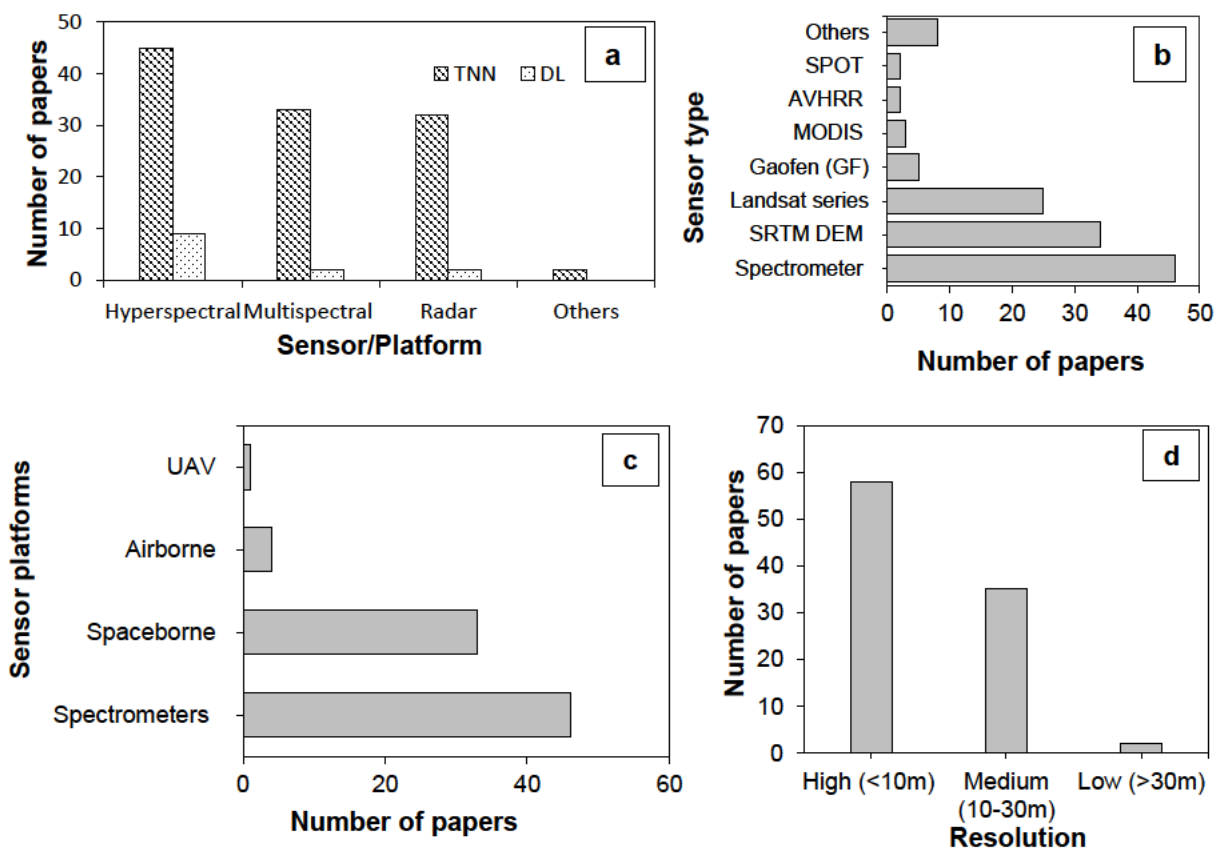 a
Number of papers
50
40
30
20
10
0
TNN DL
Hyperspectral Multispectral Radar Others
Sensor/Platform
b
Sensor type
Others
SPOT
AVHRR
MODIS
Gaofen (GF)
Landsat series
SRTM DEM
Spectrometer
0 10 20 30 40 50
Number of papers
c
Sensor platforms
UAV
Airborne
Spaceborne
Spectrometers
0 20 40 60
Number of papers
d
Number of papers
70
60
50
40
30
20
10
0
High (<10m) Medium Low (>30m)
(10-30m)
Resolution